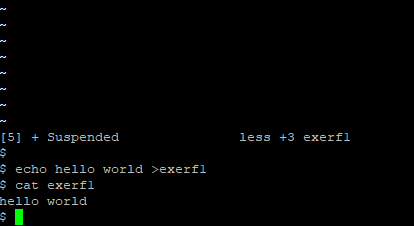 ~
~
~
~
~
~
~
~
[5] + Suspended                 less +3 exerf1
$
$ echo hello world >exerf1
$ cat exerf1
hello world
$